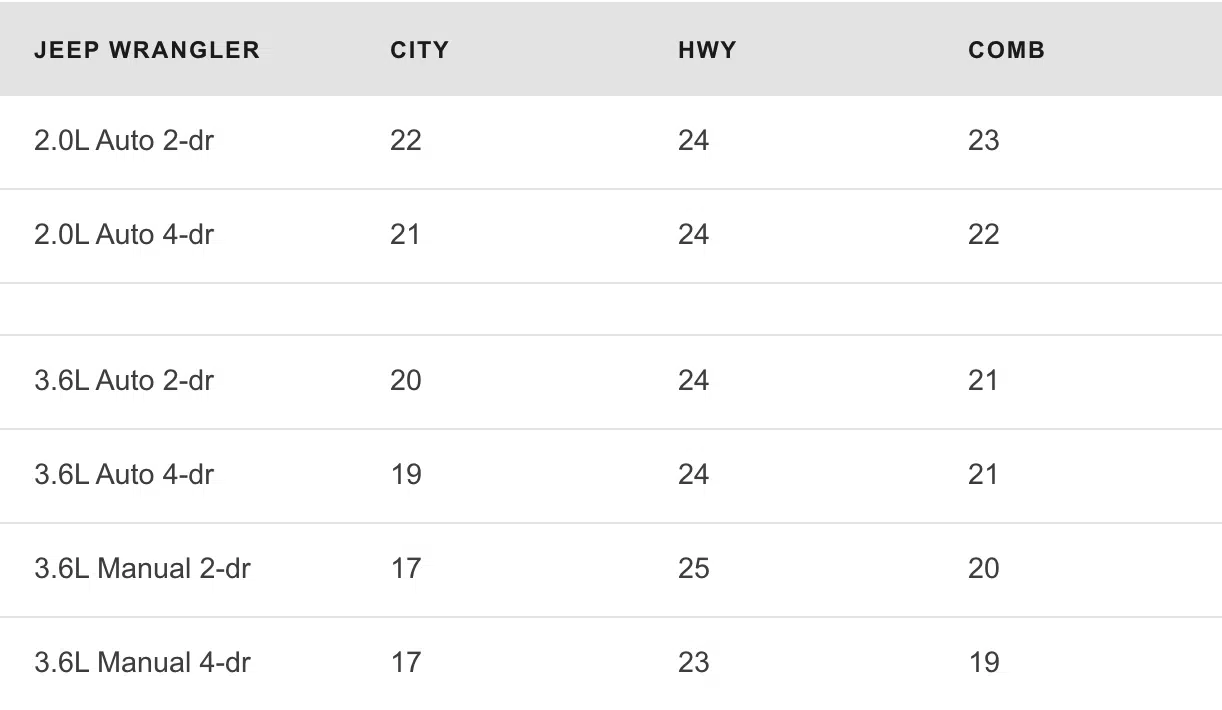 JEEP WRANGLER CITY HWY COMB
2.0L Auto 2-dr 22 24 23
2.0L Auto 4-dr 21 24 22
3.6L Auto 2-dr 20 24 21
3.6L Auto 4-dr 19 24 21
3.6L Manual 2-dr 17 25 20
3.6L Manual 4-dr 17 23 19